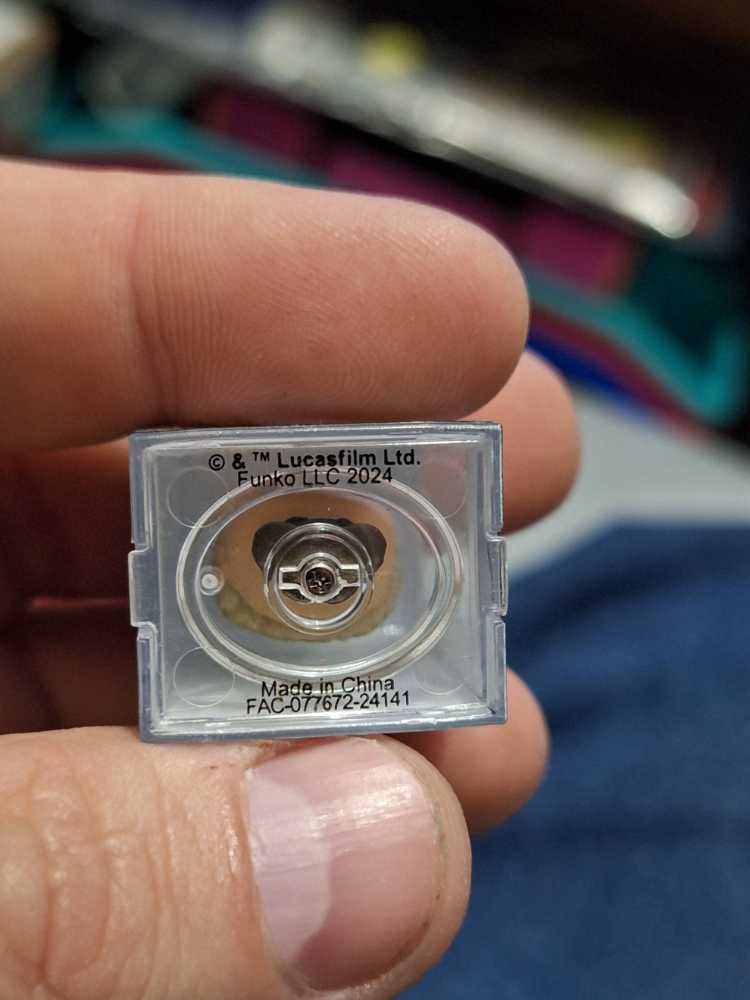 © & ™ Lucasfilm Ltd.
Funko LLC 2024
Made in China
FAC-077672-24141